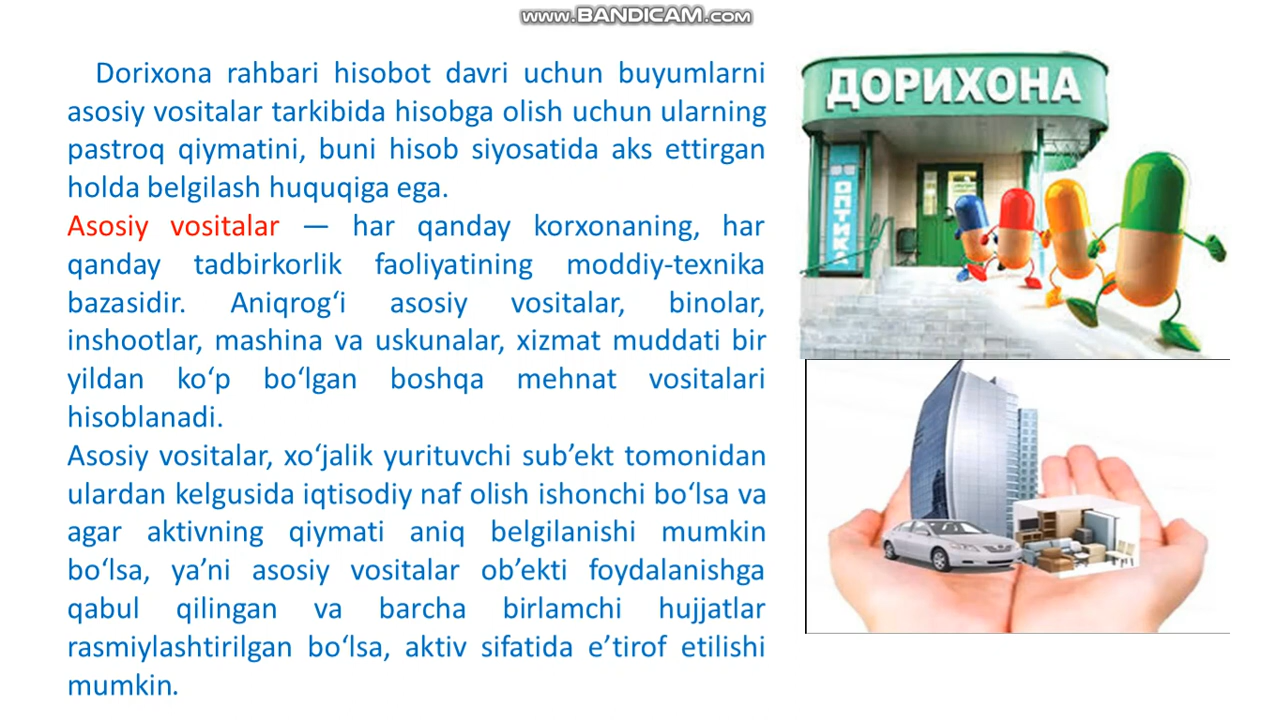 www.BANDICAM.com
Dorixona rahbari hisobot davri uchun buyumlarni
asosiy vositalar tarkibida hisobga olish uchun ularning
pastroq qiymatini, buni hisob siyosatida aks ettirgan
holda belgilash huquqiga ega.
Asosiy vositalar — har qanday korxonaning, har
qanday tadbirkorlik faoliyatining moddiy-texnika
bazasidir. Aniqrog‘i asosiy vositalar, binolar,
inshootlar, mashina va uskunalar, xizmat muddati bir
yildan ko‘p bo‘lgan boshqa mehnat vositalari
hisoblanadi.
Asosiy vositalar, xo‘jalik yurituvchi sub’ekt tomonidan
ulardan kelgusida iqtisodiy naf olish ishonchi bo‘lsa va
agar aktivning qiymati aniq belgilanishi mumkin
bo‘lsa, ya’ni asosiy vositalar ob’ekti foydalanishga
qabul qilingan va barcha birlamchi hujjatlar
rasmiylashtirilgan bo‘lsa, aktiv sifatida e’tirof etilishi
mumkin.
ДОРИХОНА
ОПТИКА